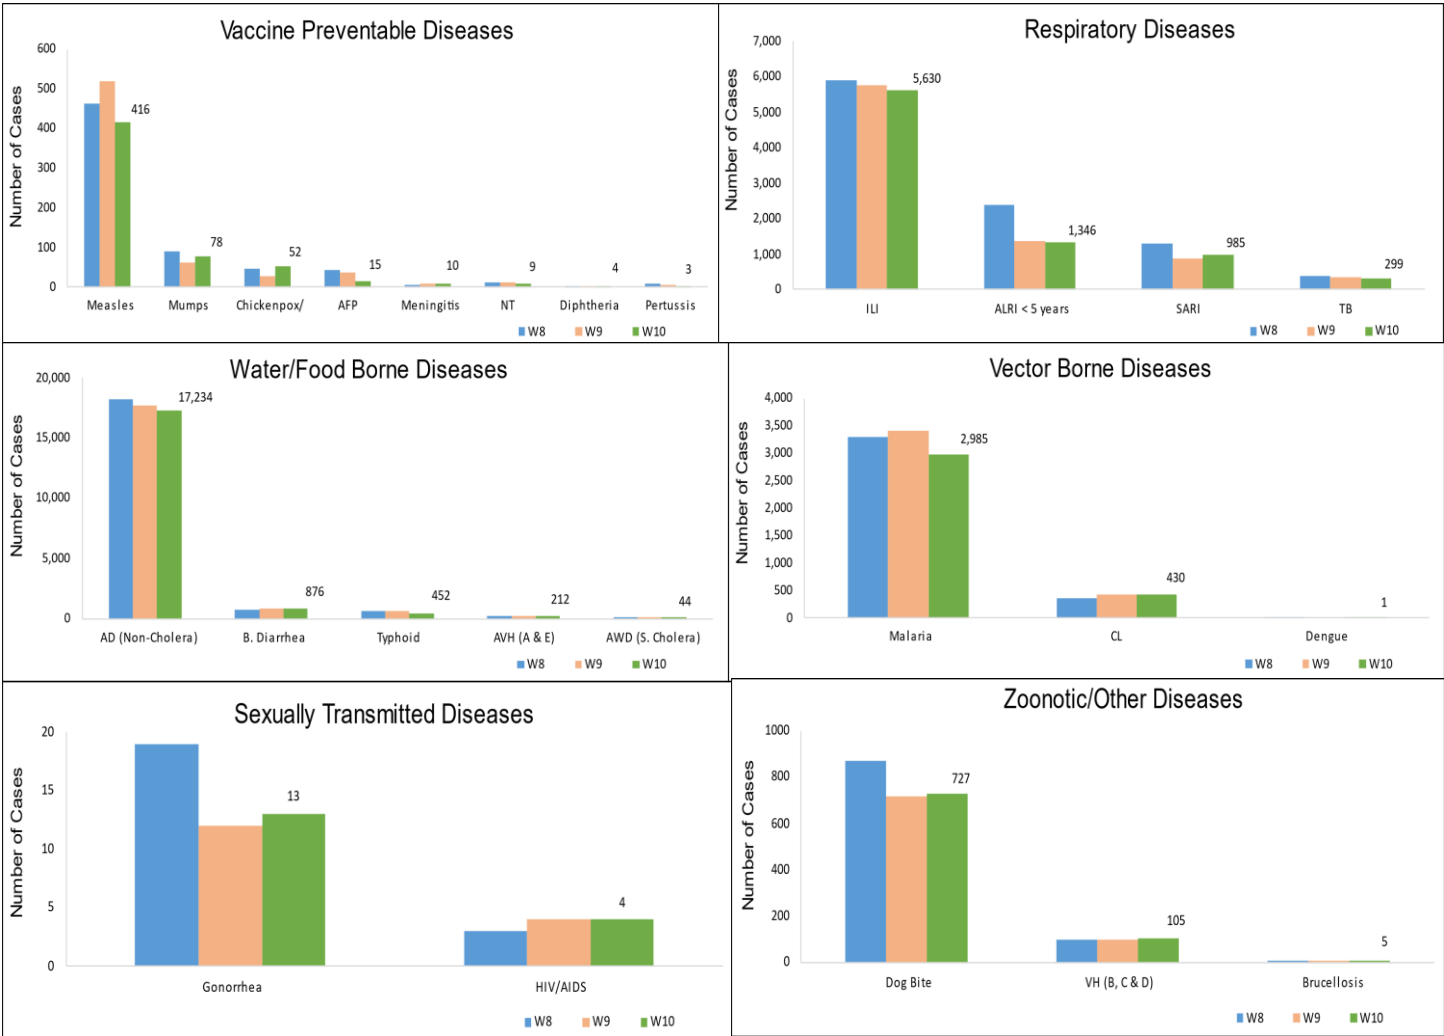 Vaccine Preventable Diseases
Number of Cases
600
500
400
300
200
100
0
416
78
52
15
10
9
4
3
Measles Mumps Chickenpox/ AFP Meningitis NT Diphtheria Pertussis
W8 W9 W10
Respiratory Diseases
Number of Cases
7,000
6,000
5,000
4,000
3,000
2,000
1,000
0
5,630
1,346
985
299
ILI ALRI < 5 years SARI TB
W8 W9 W10
Water/Food Borne Diseases
Number of Cases
20,000
15,000
10,000
5,000
0
17,234
876
452
212
44
AD (Non-Cholera) B. Diarrhea Typhoid AVH (A & E) AWD (S. Cholera)
W8 W9 W10
Vector Borne Diseases
Number of Cases
4,000
3,500
3,000
2,500
2,000
1,500
1,000
500
0
2,985
430
1
Malaria CL Dengue
W8 W9 W10
Sexually Transmitted Diseases
Number of Cases
20
15
10
5
0
13
4
Gonorrhea HIV/AIDS
W8 W9 W10
Zoonotic/Other Diseases
Number of Cases
1000
800
600
400
200
0
727
105
5
Dog Bite VH (B, C & D) Brucellosis
W8 W9 W10